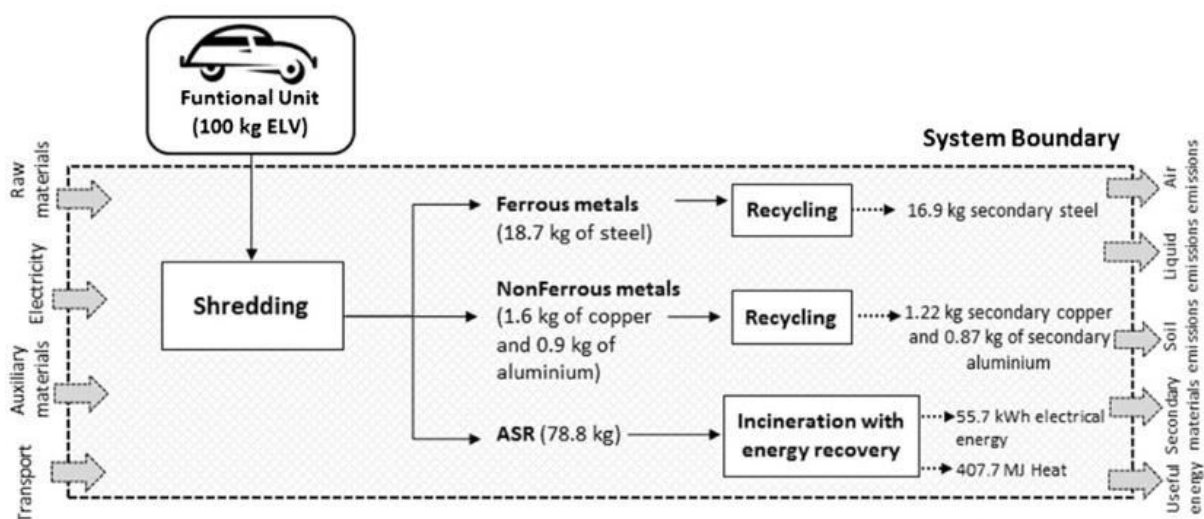 Funtional Unit
(100 kg ELV)
System Boundary
Raw
materials
Electricity
Auxiliary
materials
Transport
Shredding
Ferrous metals
(18.7 kg of steel)
Recycling
16.9 kg secondary steel
NonFerrous metals
(1.6 kg of copper
and 0.9 kg of
aluminium)
Recycling
1.22 kg secondary copper
and 0.87 kg of secondary
aluminium
ASR (78.8 kg)
Incineration with
energy recovery
55.7 kWh electrical
energy
407.7 MJ Heat
Air
emissions
Liquid
emissions
Soil
emissions
Secondary
materials
Useful
energy